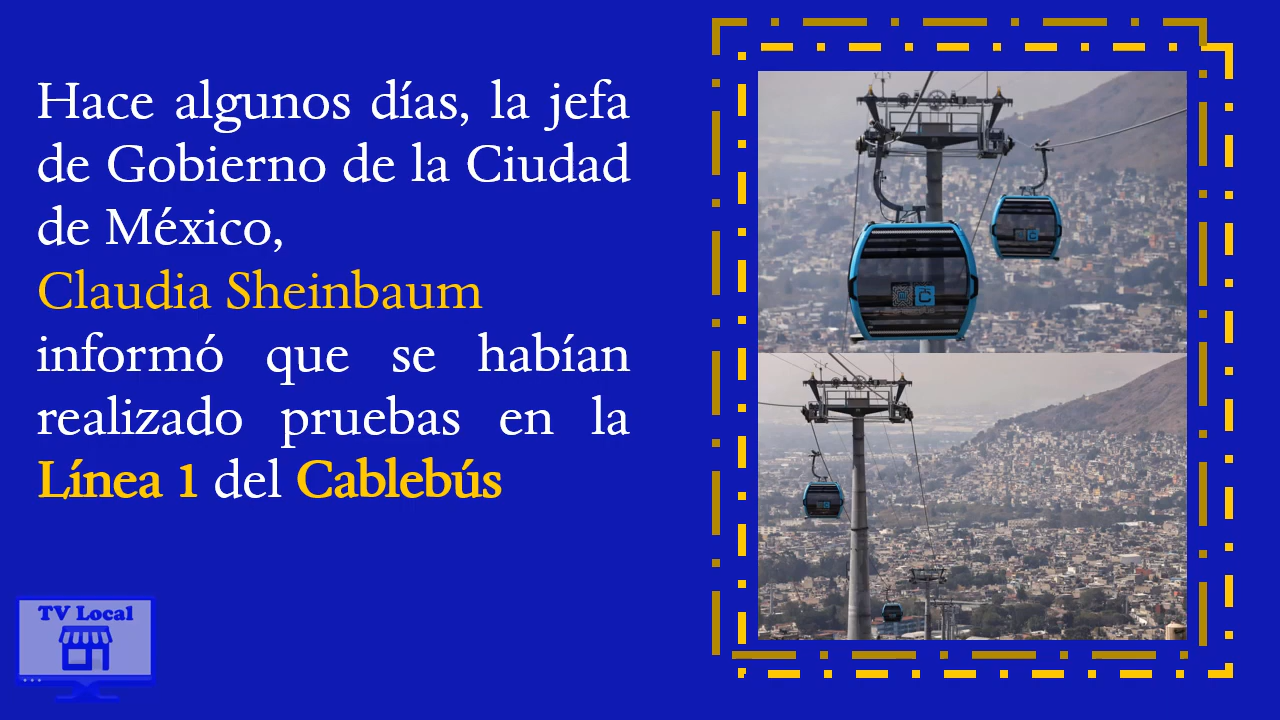 Hace algunos días, la jefa
de Gobierno de la Ciudad
de México,
Claudia Sheinbaum
informó que se habían
realizado pruebas en la
Línea 1 del Cablebús
TV Local